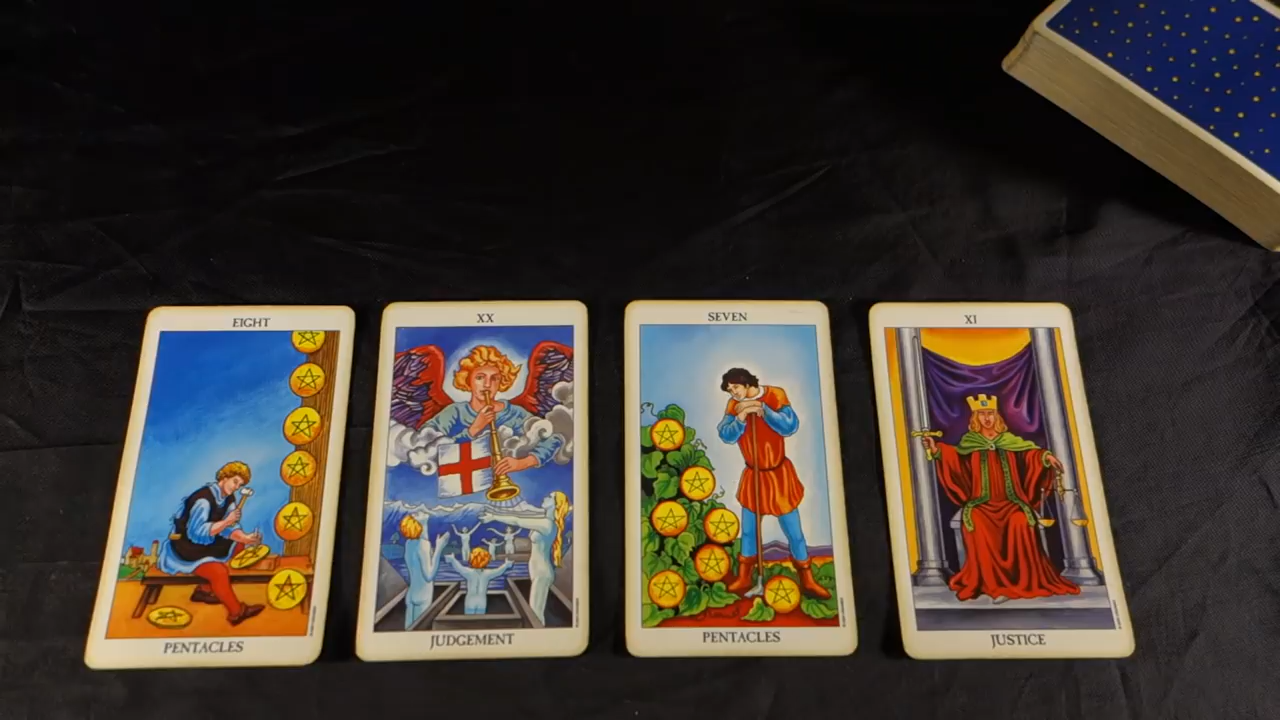 EIGHT
PENTACLES
XX
JUDGEMENT
SEVEN
PENTACLES
XI
JUSTICE